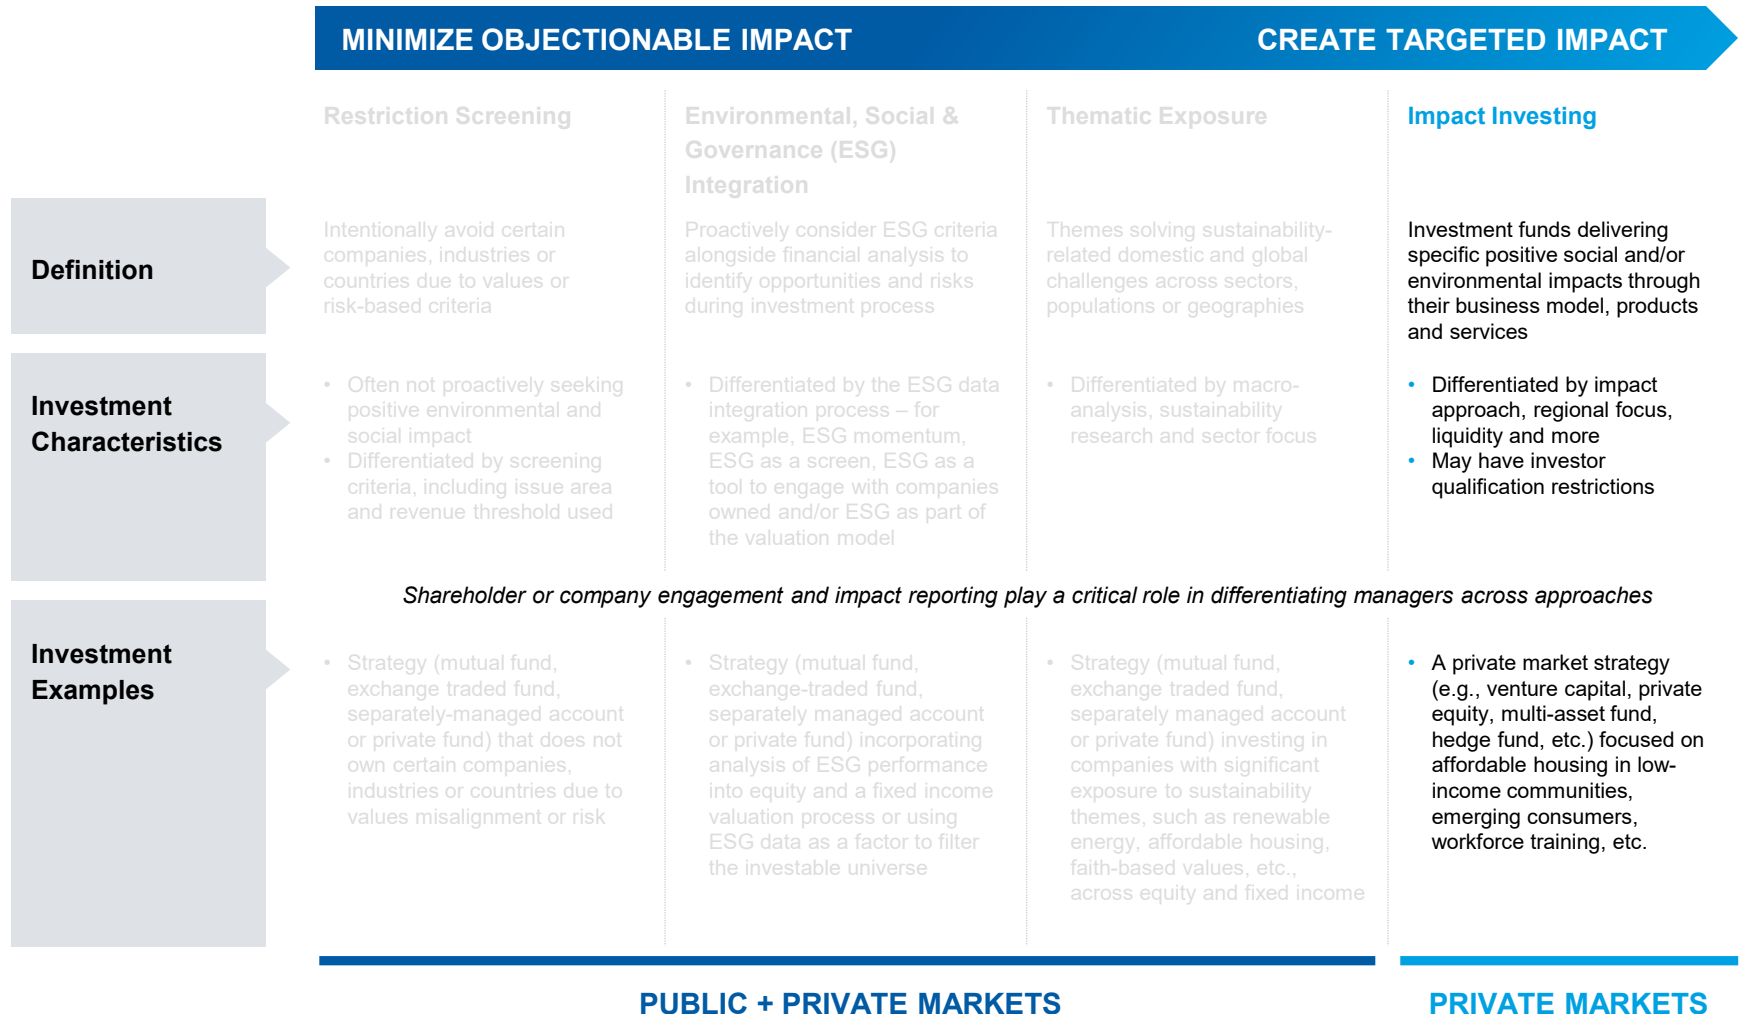 MINIMIZE OBJECTIONABLE IMPACT
CREATE TARGETED IMPACT
Restriction Screening
Environmental, Social &
Governance (ESG)
Integration
Thematic Exposure
Impact Investing
Definition
Intentionally avoid certain
companies, industries or
countries due to values or
risk-based criteria
Proactively consider ESG criteria
alongside financial analysis to
identify opportunities and risks
during investment process
Themes solving sustainability-
related domestic and global
challenges across sectors,
populations or geographies
Investment funds delivering
specific positive social and/or
environmental impacts through
their business model, products
and services
Investment
Characteristics
• Often not proactively seeking
positive environmental and
social impact
• Differentiated by screening
criteria, including issue area
and revenue threshold used
• Differentiated by the ESG data
integration process – for
example, ESG momentum,
ESG as a screen, ESG as a
tool to engage with companies
owned and/or ESG as part of
the valuation model
• Differentiated by macro-
analysis, sustainability
research and sector focus
• Differentiated by impact
approach, regional focus,
liquidity and more
• May have investor
qualification restrictions
Shareholder or company engagement and impact reporting play a critical role in differentiating managers across approaches
Investment
Examples
• Strategy (mutual fund,
exchange traded fund,
separately-managed account
or private fund) that does not
own certain companies,
industries or countries due to
values misalignment or risk
• Strategy (mutual fund,
exchange-traded fund,
separately managed account
or private fund) incorporating
analysis of ESG performance
into equity and a fixed income
valuation process or using
ESG data as a factor to filter
the investable universe
• Strategy (mutual fund,
exchange traded fund,
separately managed account
or private fund) investing in
companies with significant
exposure to sustainability
themes, such as renewable
energy, affordable housing,
faith-based values, etc.,
across equity and fixed income
• A private market strategy
(e.g., venture capital, private
equity, multi-asset fund,
hedge fund, etc.) focused on
affordable housing in low-
income communities,
emerging consumers,
workforce training, etc.
PUBLIC + PRIVATE MARKETS
PRIVATE MARKETS